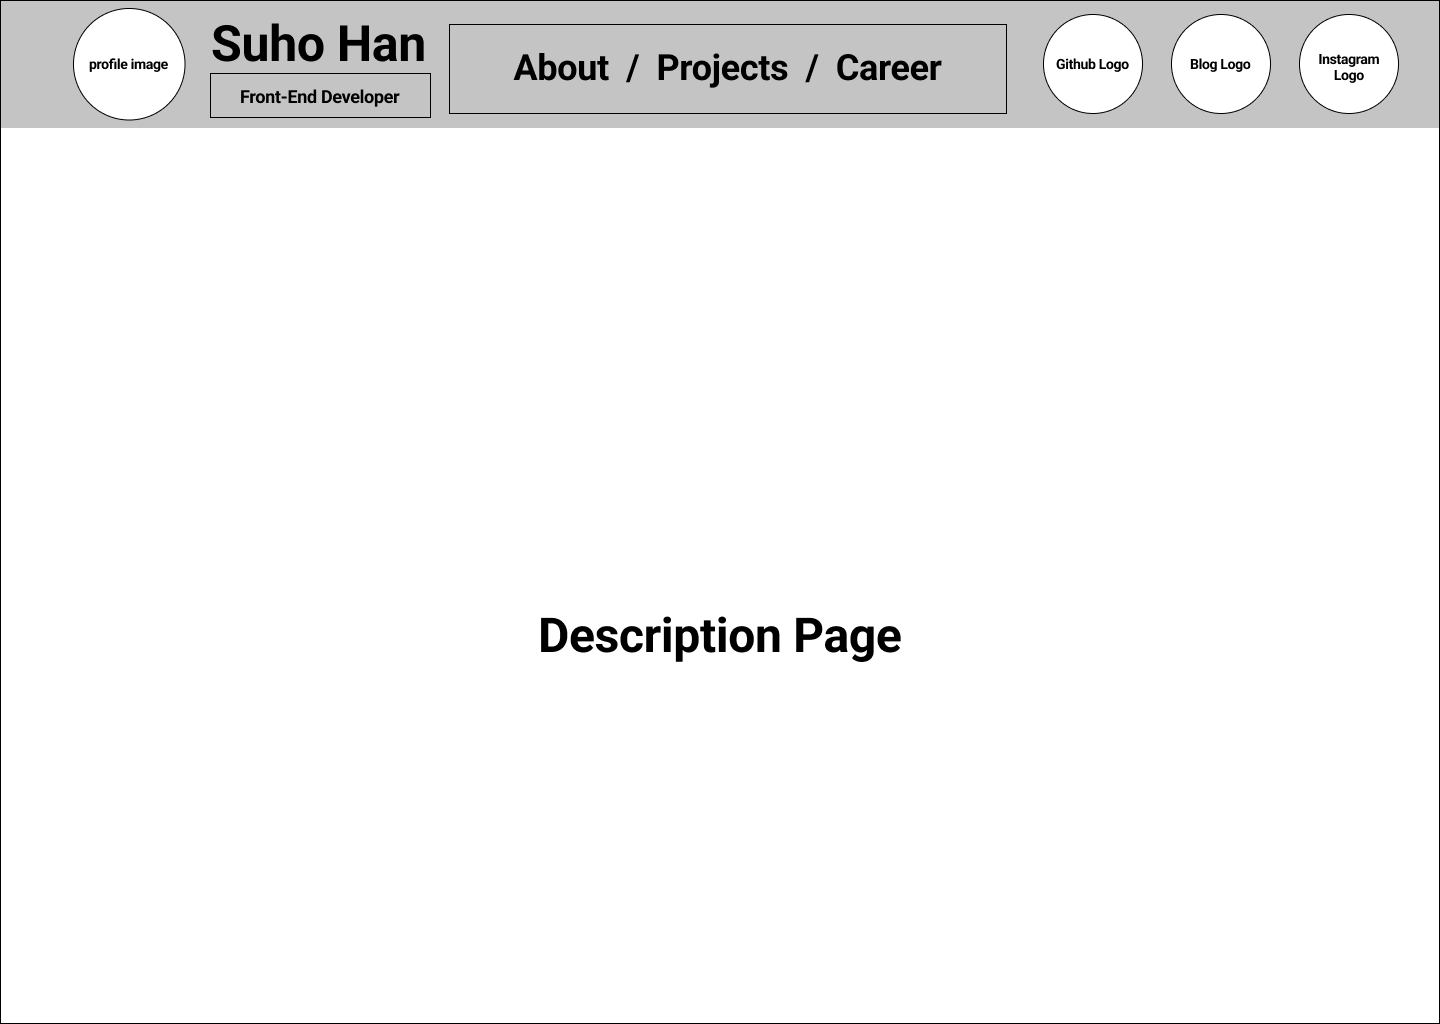 profile image
Suho Han
Front-End Developer
About / Projects / Career
Github Logo
Blog Logo
Instagram
Logo
Description Page